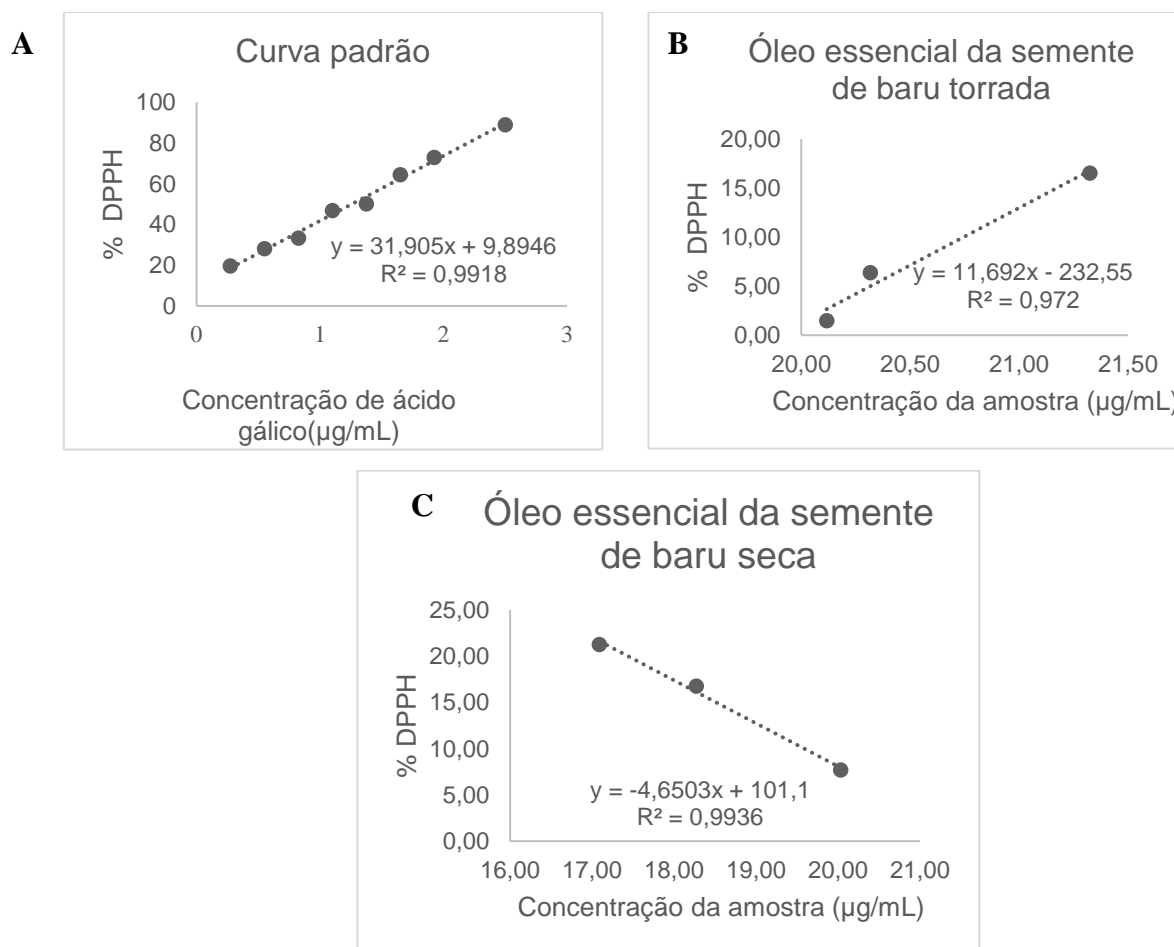 A
Curva padrão
100
80
60
40
20
0
% DPPH
y = 31,905x + 9,8946
R² = 0,9918
0 1 2 3
Concentração de ácido
gálico(µg/mL)
B
Óleo essencial da semente
de baru torrada
20,00
15,00
10,00
5,00
0,00
% DPPH
y = 11,692x - 232,55
R² = 0,972
20,00 20,50 21,00 21,50
Concentração da amostra (µg/mL)
C
Óleo essencial da semente
de baru seca
25,00
20,00
15,00
10,00
5,00
0,00
% DPPH
y = -4,6503x + 101,1
R² = 0,9936
16,00 17,00 18,00 19,00 20,00 21,00
Concentração da amostra (µg/mL)